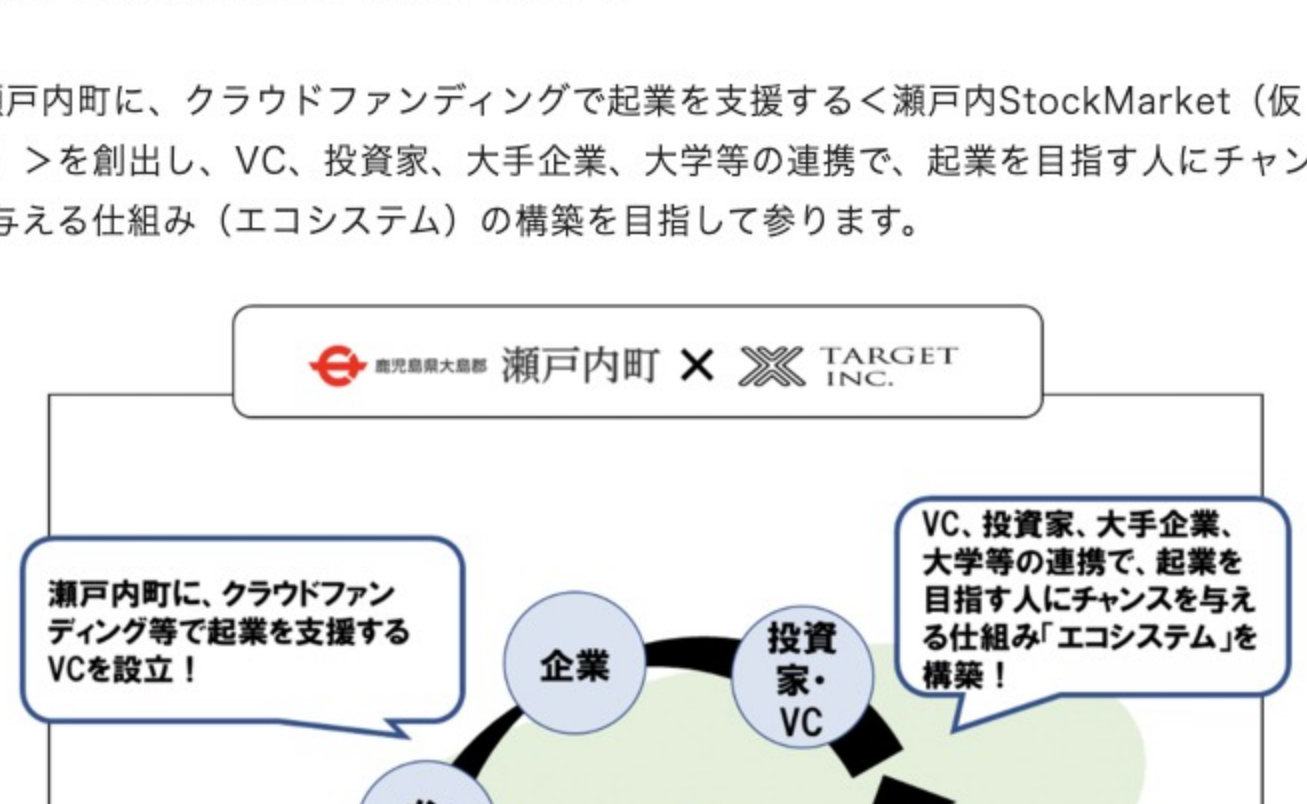 戸内町に、クラウドファンディングで起業を支援する＜瀬戸内StockMarket（仮
）＞を創出し、VC、投資家、大手企業、大学等の連携で、起業を目指す人にチャン
与える仕組み（エコシステム）の構築を目指して参ります。
鹿児島県大島郡 瀬戸内町 × TARGET INC.
VC、投資家、大手企業、
大学等の連携で、起業を
目指す人にチャンスを与え
る仕組み「エコシステム」を
構築！
瀬戸内町に、クラウドファン
ディング等で起業を支援する
VCを設立！
企業
投資
家・
VC